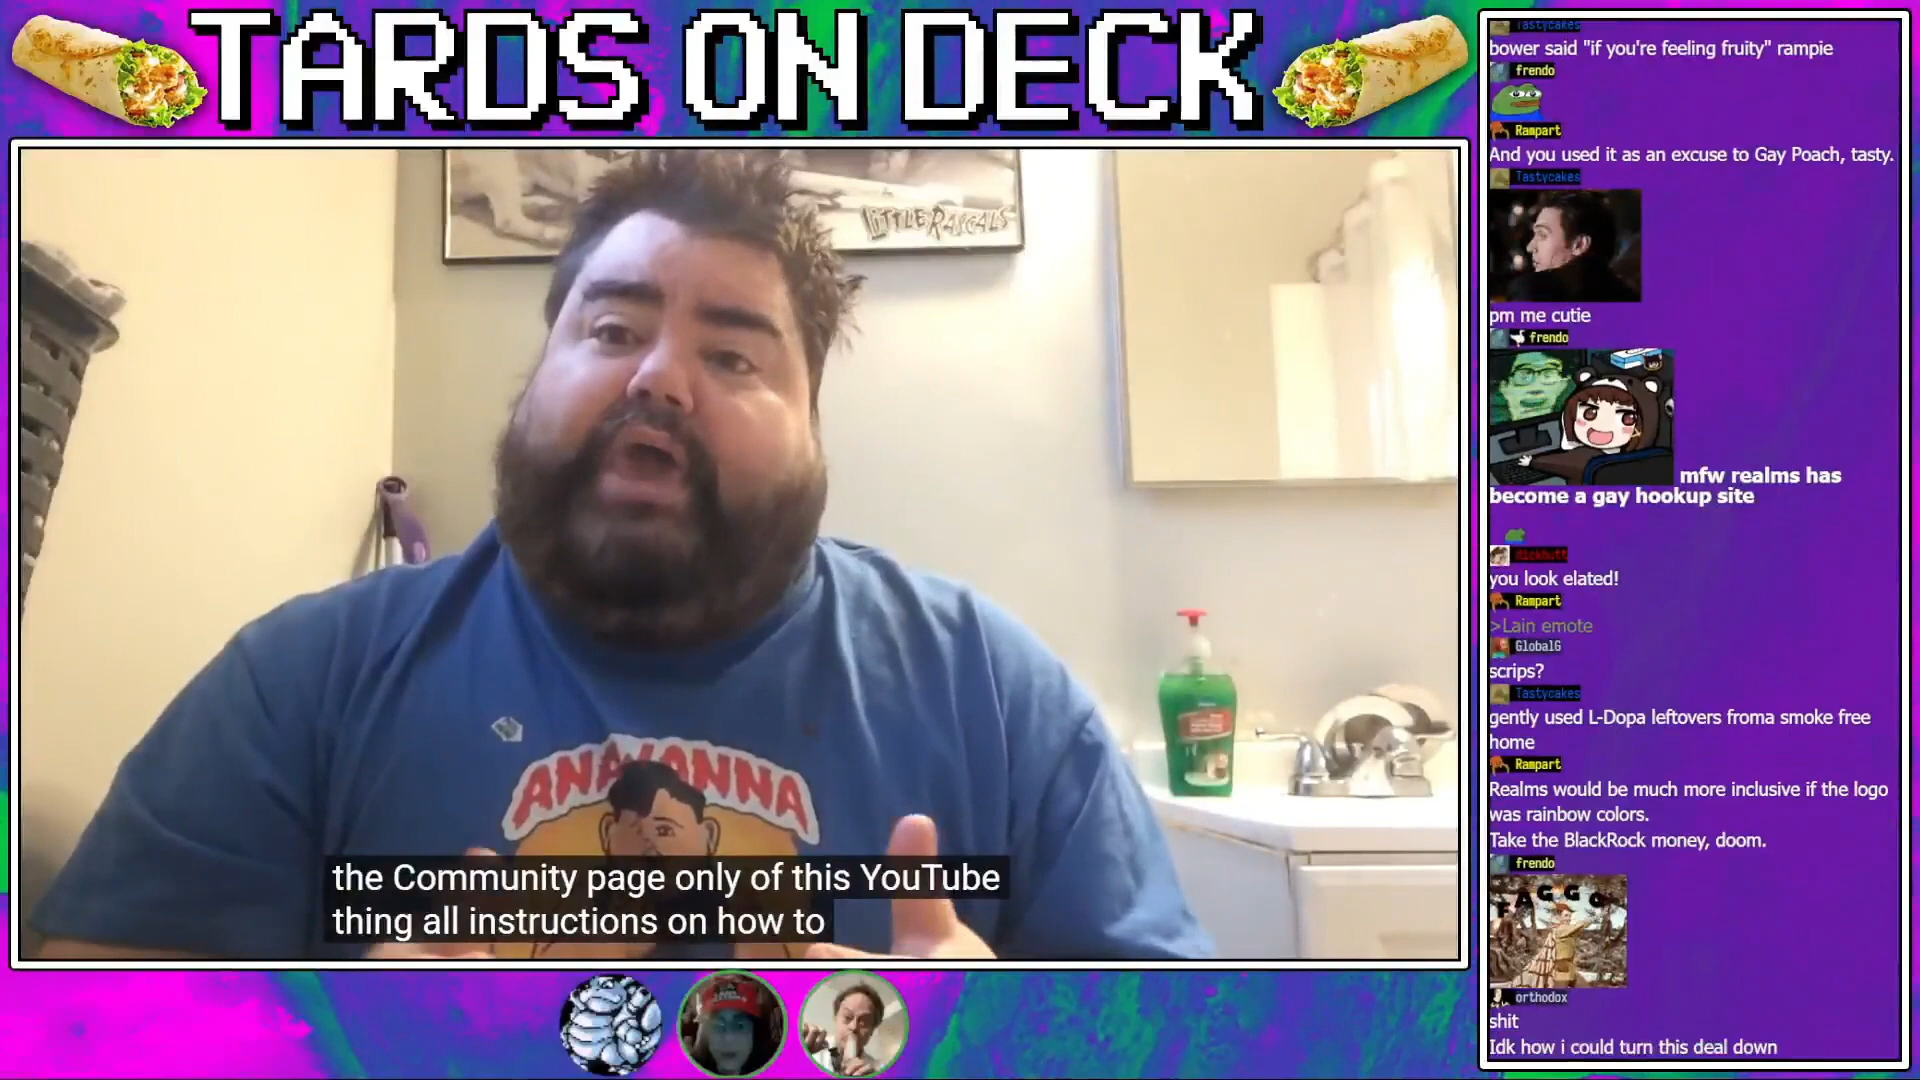 TARDS ON DECK
LITTLE RASCALS
the Community page only of this YouTube
thing all instructions on how to
Tastycakes
bower said "if you're feeling fruity" rampie
frendo
Rampart
And you used it as an excuse to Gay Poach, tasty.
Tastycakes
pm me cutie
frendo
mfw realms has
become a gay hookup site
dickbutt
you look elated!
Rampart
>Lain emote
GlobalG
scrips?
Tastycakes
gently used L-Dopa leftovers froma smoke free
home
Rampart
Realms would be much more inclusive if the logo
was rainbow colors.
Take the BlackRock money, doom.
frendo
FAGGO
orthodox
shit
Idk how i could turn this deal down